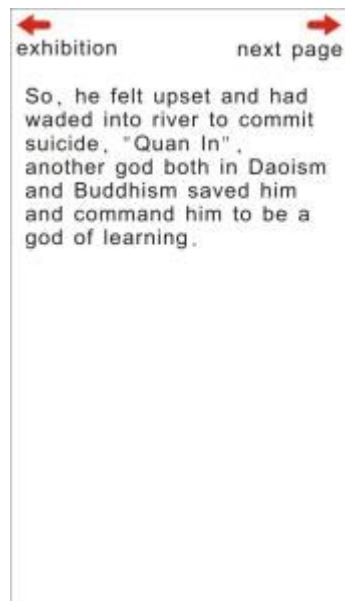 exhibition next page
So, he felt upset and had
waded into river to commit
suicide, "Quan In",
another god both in Daoism
and Buddhism saved him
and command him to be a
god of learning.